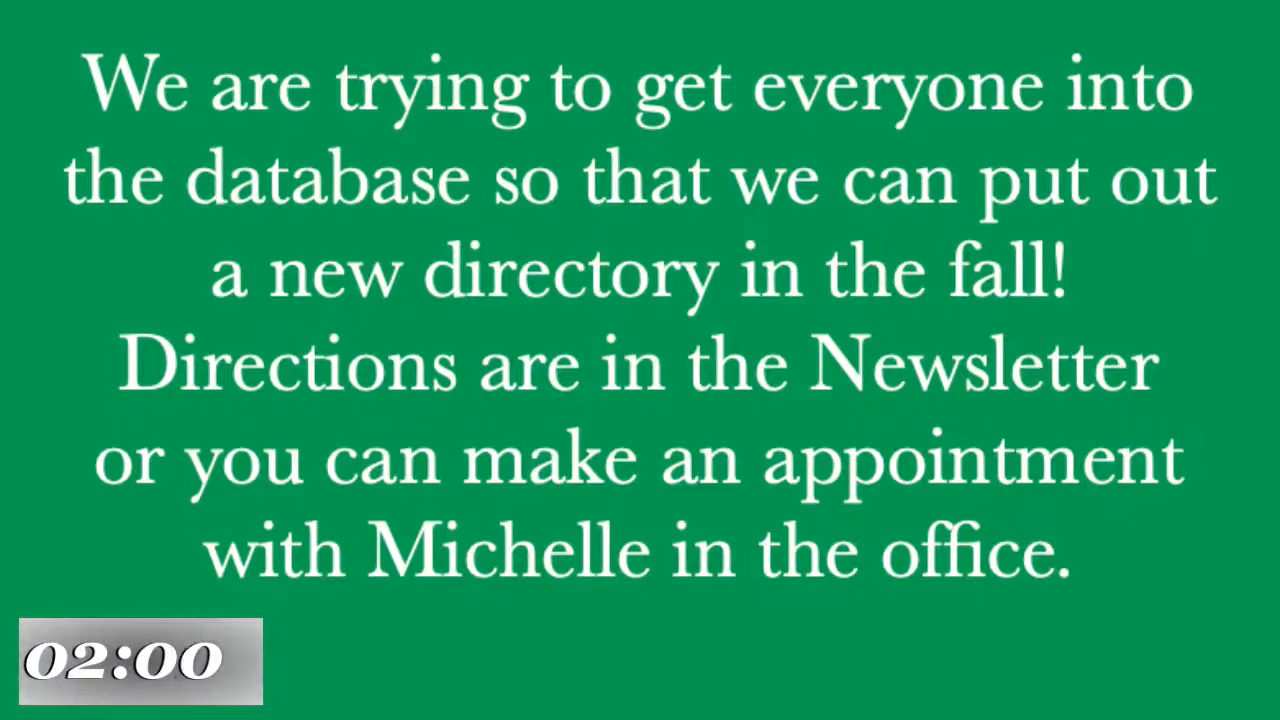 We are trying to get everyone into
the database so that we can put out
a new directory in the fall!
Directions are in the Newsletter
or you can make an appointment
with Michelle in the office.
02:00